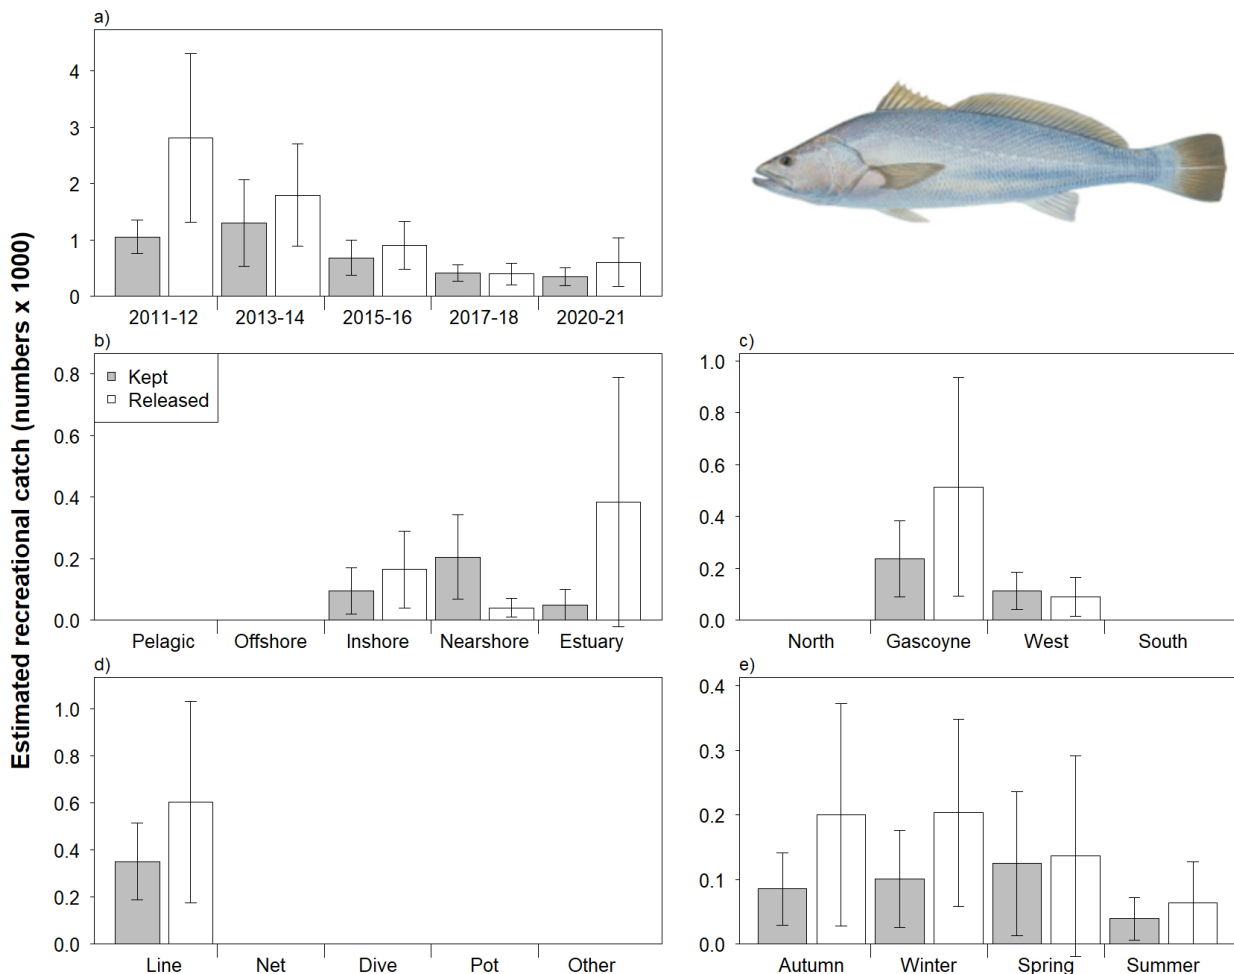 a)
Estimated recreational catch (numbers x 1000)
4
3
2
1
0
2011-12 2013-14 2015-16 2017-18 2020-21
b)
Kept
Released
0.8
0.6
0.4
0.2
0.0
Pelagic Offshore Inshore Nearshore Estuary
c)
1.0
0.8
0.6
0.4
0.2
0.0
North Gascoyne West South
d)
1.0
0.8
0.6
0.4
0.2
0.0
Line Net Dive Pot Other
e)
0.4
0.3
0.2
0.1
0.0
Autumn Winter Spring Summer